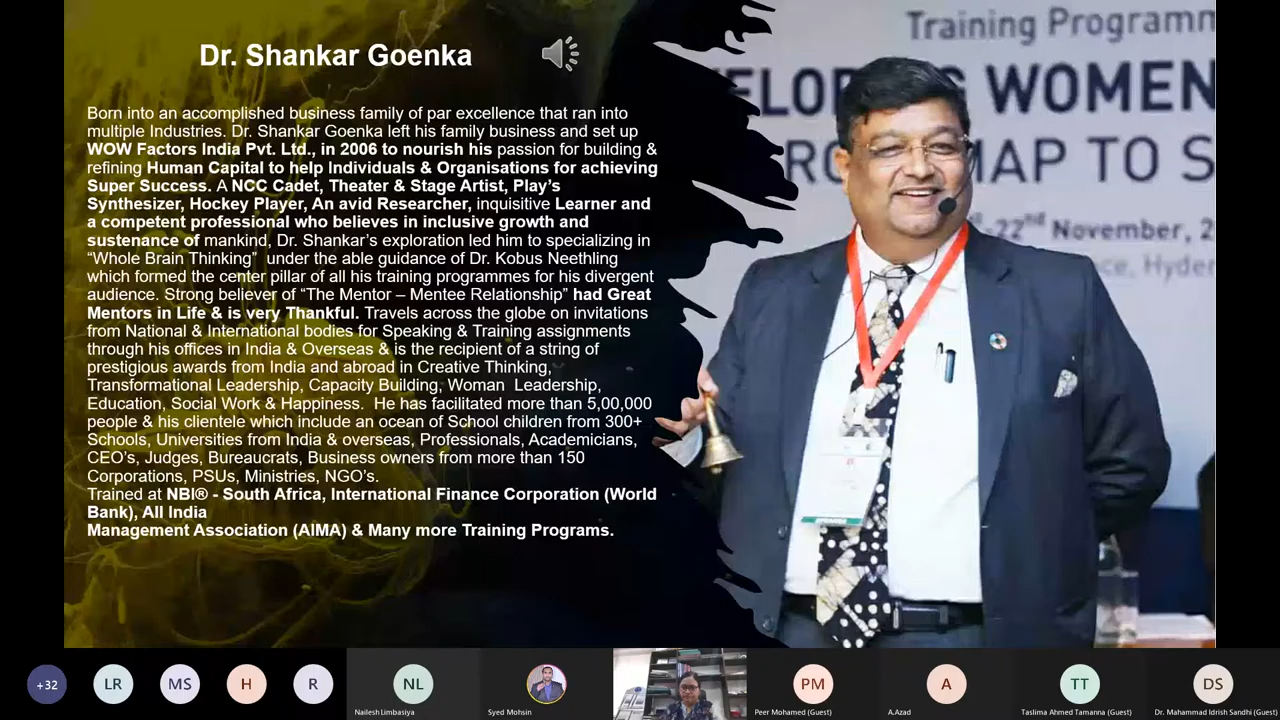 Dr. Shankar Goenka
Born into an accomplished business family of par excellence that ran into
multiple Industries. Dr. Shankar Goenka left his family business and set up
WOW Factors India Pvt. Ltd., in 2006 to nourish his passion for building &
refining Human Capital to help Individuals & Organisations for achieving
Super Success. A NCC Cadet, Theater & Stage Artist, Play's
Synthesizer, Hockey Player, An avid Researcher, inquisitive Learner and
a competent professional who believes in inclusive growth and
sustenance of mankind, Dr. Shankar's exploration led him to specializing in
“Whole Brain Thinking” under the able guidance of Dr. Kobus Neethling
which formed the center pillar of all his training programmes for his divergent
audience. Strong believer of “The Mentor – Mentee Relationship” had Great
Mentors in Life & is very Thankful. Travels across the globe on invitations
from National & International bodies for Speaking & Training assignments
through his offices in India & Overseas & is the recipient of a string of
prestigious awards from India and abroad in Creative Thinking,
Transformational Leadership, Capacity Building, Woman Leadership,
Education, Social Work & Happiness. He has facilitated more than 5,00,000
people & his clientele which include an ocean of School children from 300+
Schools, Universities from India & overseas, Professionals, Academicians,
CEO's, Judges, Bureaucrats, Business owners from more than 150
Corporations, PSUs, Ministries, NGO's.
Trained at NBI® - South Africa, International Finance Corporation (World
Bank), All India
Management Association (AIMA) & Many more Training Programs.
Training Programm
ELOP G WOMEN
RO MAP TO S
-22nd November, 2
ce, Hyder
SPEAKER
+32
LR
MS
H
R
NL
Nailesh Limbasiya
Syed Mohsin
PM
Peer Mohamed (Guest)
A
A.Azad
TT
Taslima Ahmed Tamanna (Guest)
DS
Dr. Mahammad Idrish Sandhi (Guest)